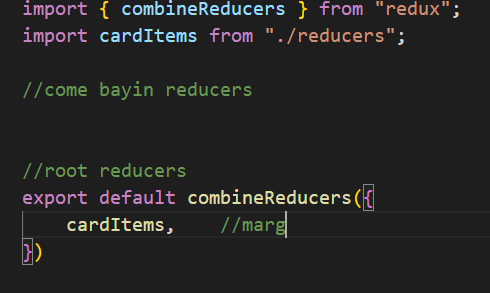 import { combineReducers } from "redux";
import cardItems from "./reducers";
//come bayin reducers
//root reducers
export default combineReducers({
    cardItems,    //marg
})